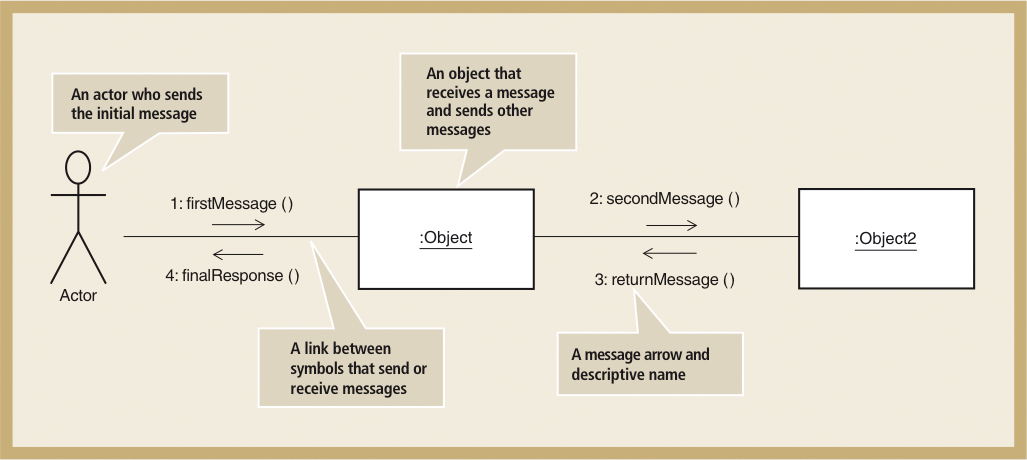 An actor who sends
the initial message
An object that
receives a message
and sends other
messages
1: firstMessage ()
2: secondMessage ()
:Object
:Object2
4: finalResponse ()
3: returnMessage ()
Actor
A link between
symbols that send or
receive messages
A message arrow and
descriptive name